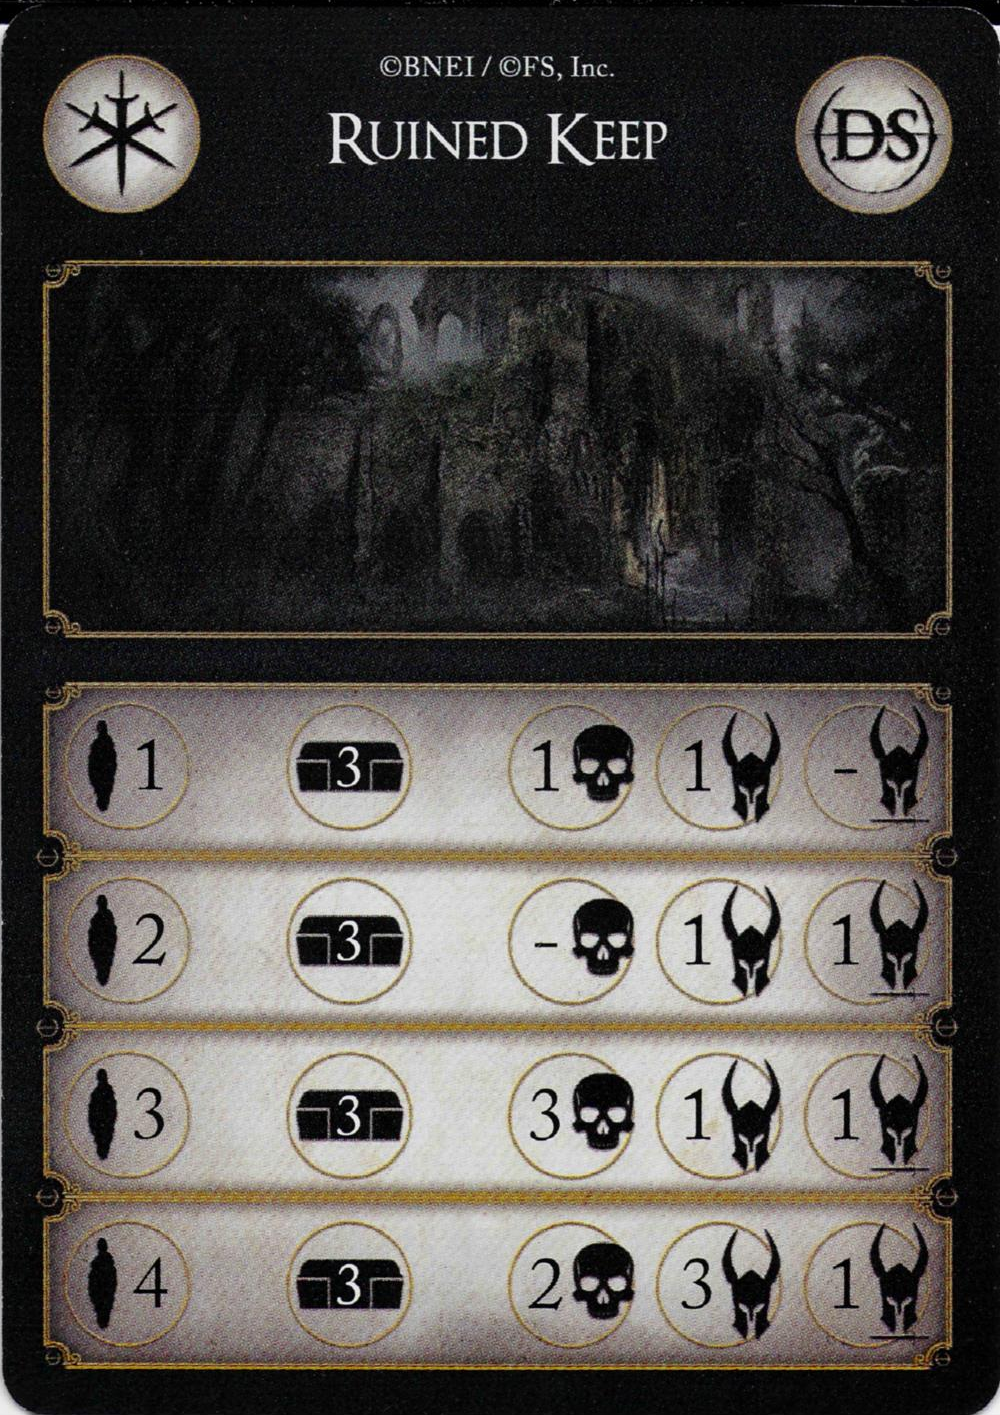 ©BNEI / ©FS, Inc.
RUINED KEEP
DS
1 3 1 1 -
2 3 - 1 1
3 3 3 1 1
4 3 2 3 1